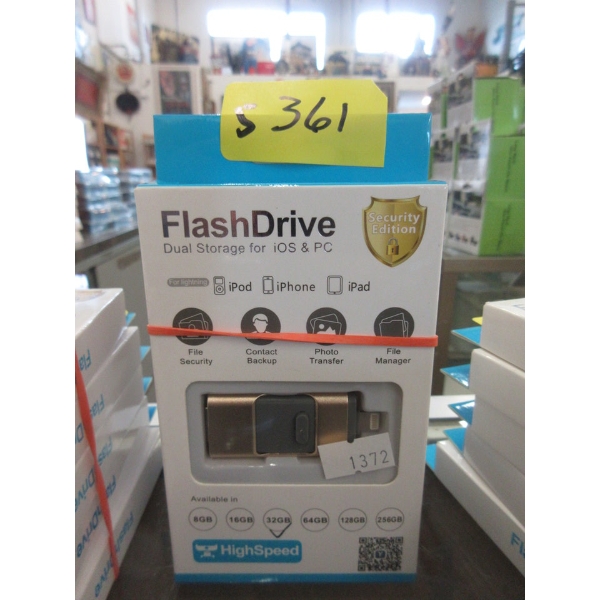 S 361
FlashDrive
Dual Storage for iOS & PC
Security
Edition
For lightning
iPod
iPhone
iPad
File
Security
Contact
Backup
Photo
Transfer
File
Manager
1372
Available in
8GB
16GB
32GB
64GB
128GB
256GB
HighSpeed